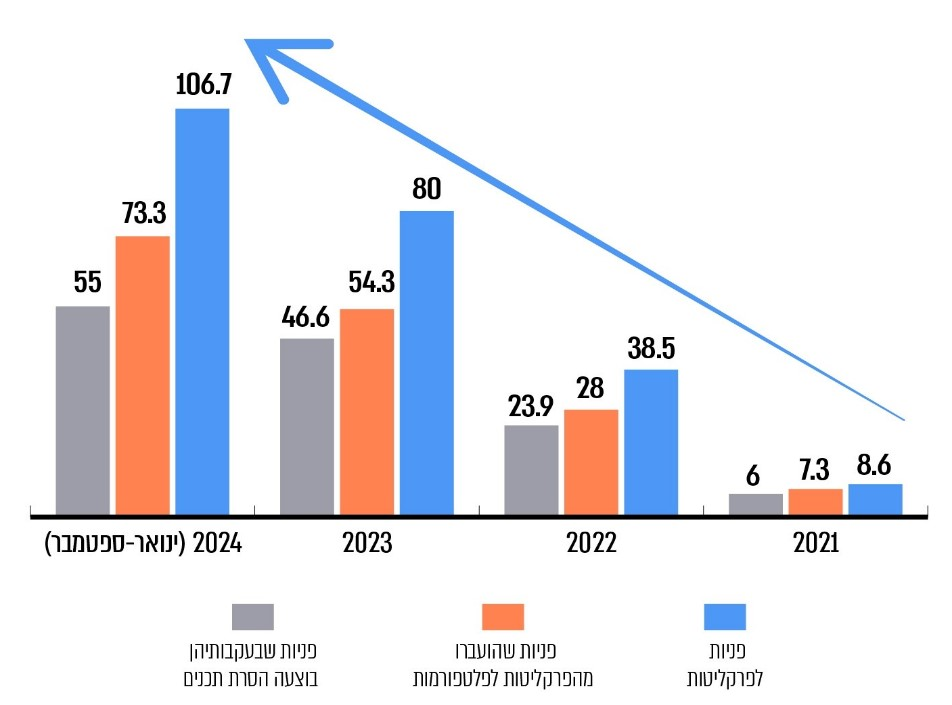 106.7
73.3
55
80
54.3
46.6
38.5
28
23.9
8.6
7.3
6
2021
2022
2023
2024 (ינואר-ספטמבר)
פניות
לפרקליטות
פניות שהועברו
מהפרקליטות לפלטפורמות
פניות שבעקבותיהן
בוצעה הסרת תכנים